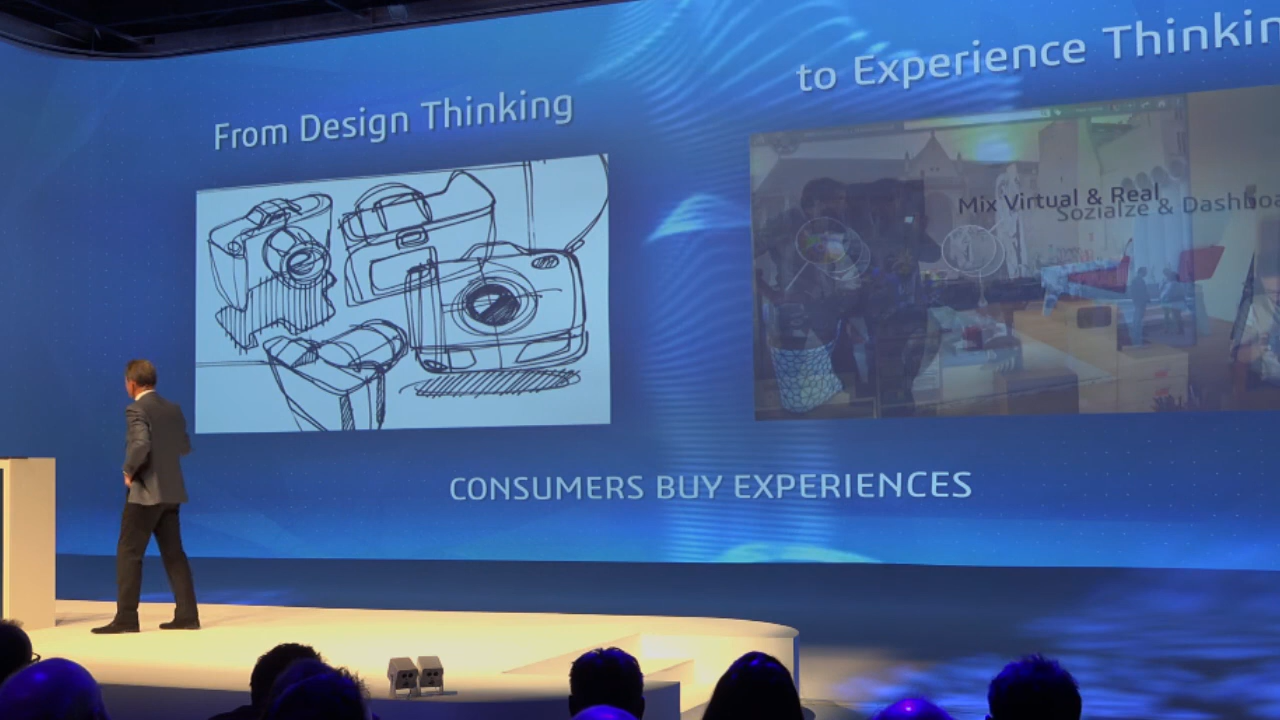 From Design Thinking
to Experience Thinkin
Mix Virtual & Real
Sozialze & Dashboa
CONSUMERS BUY EXPERIENCES